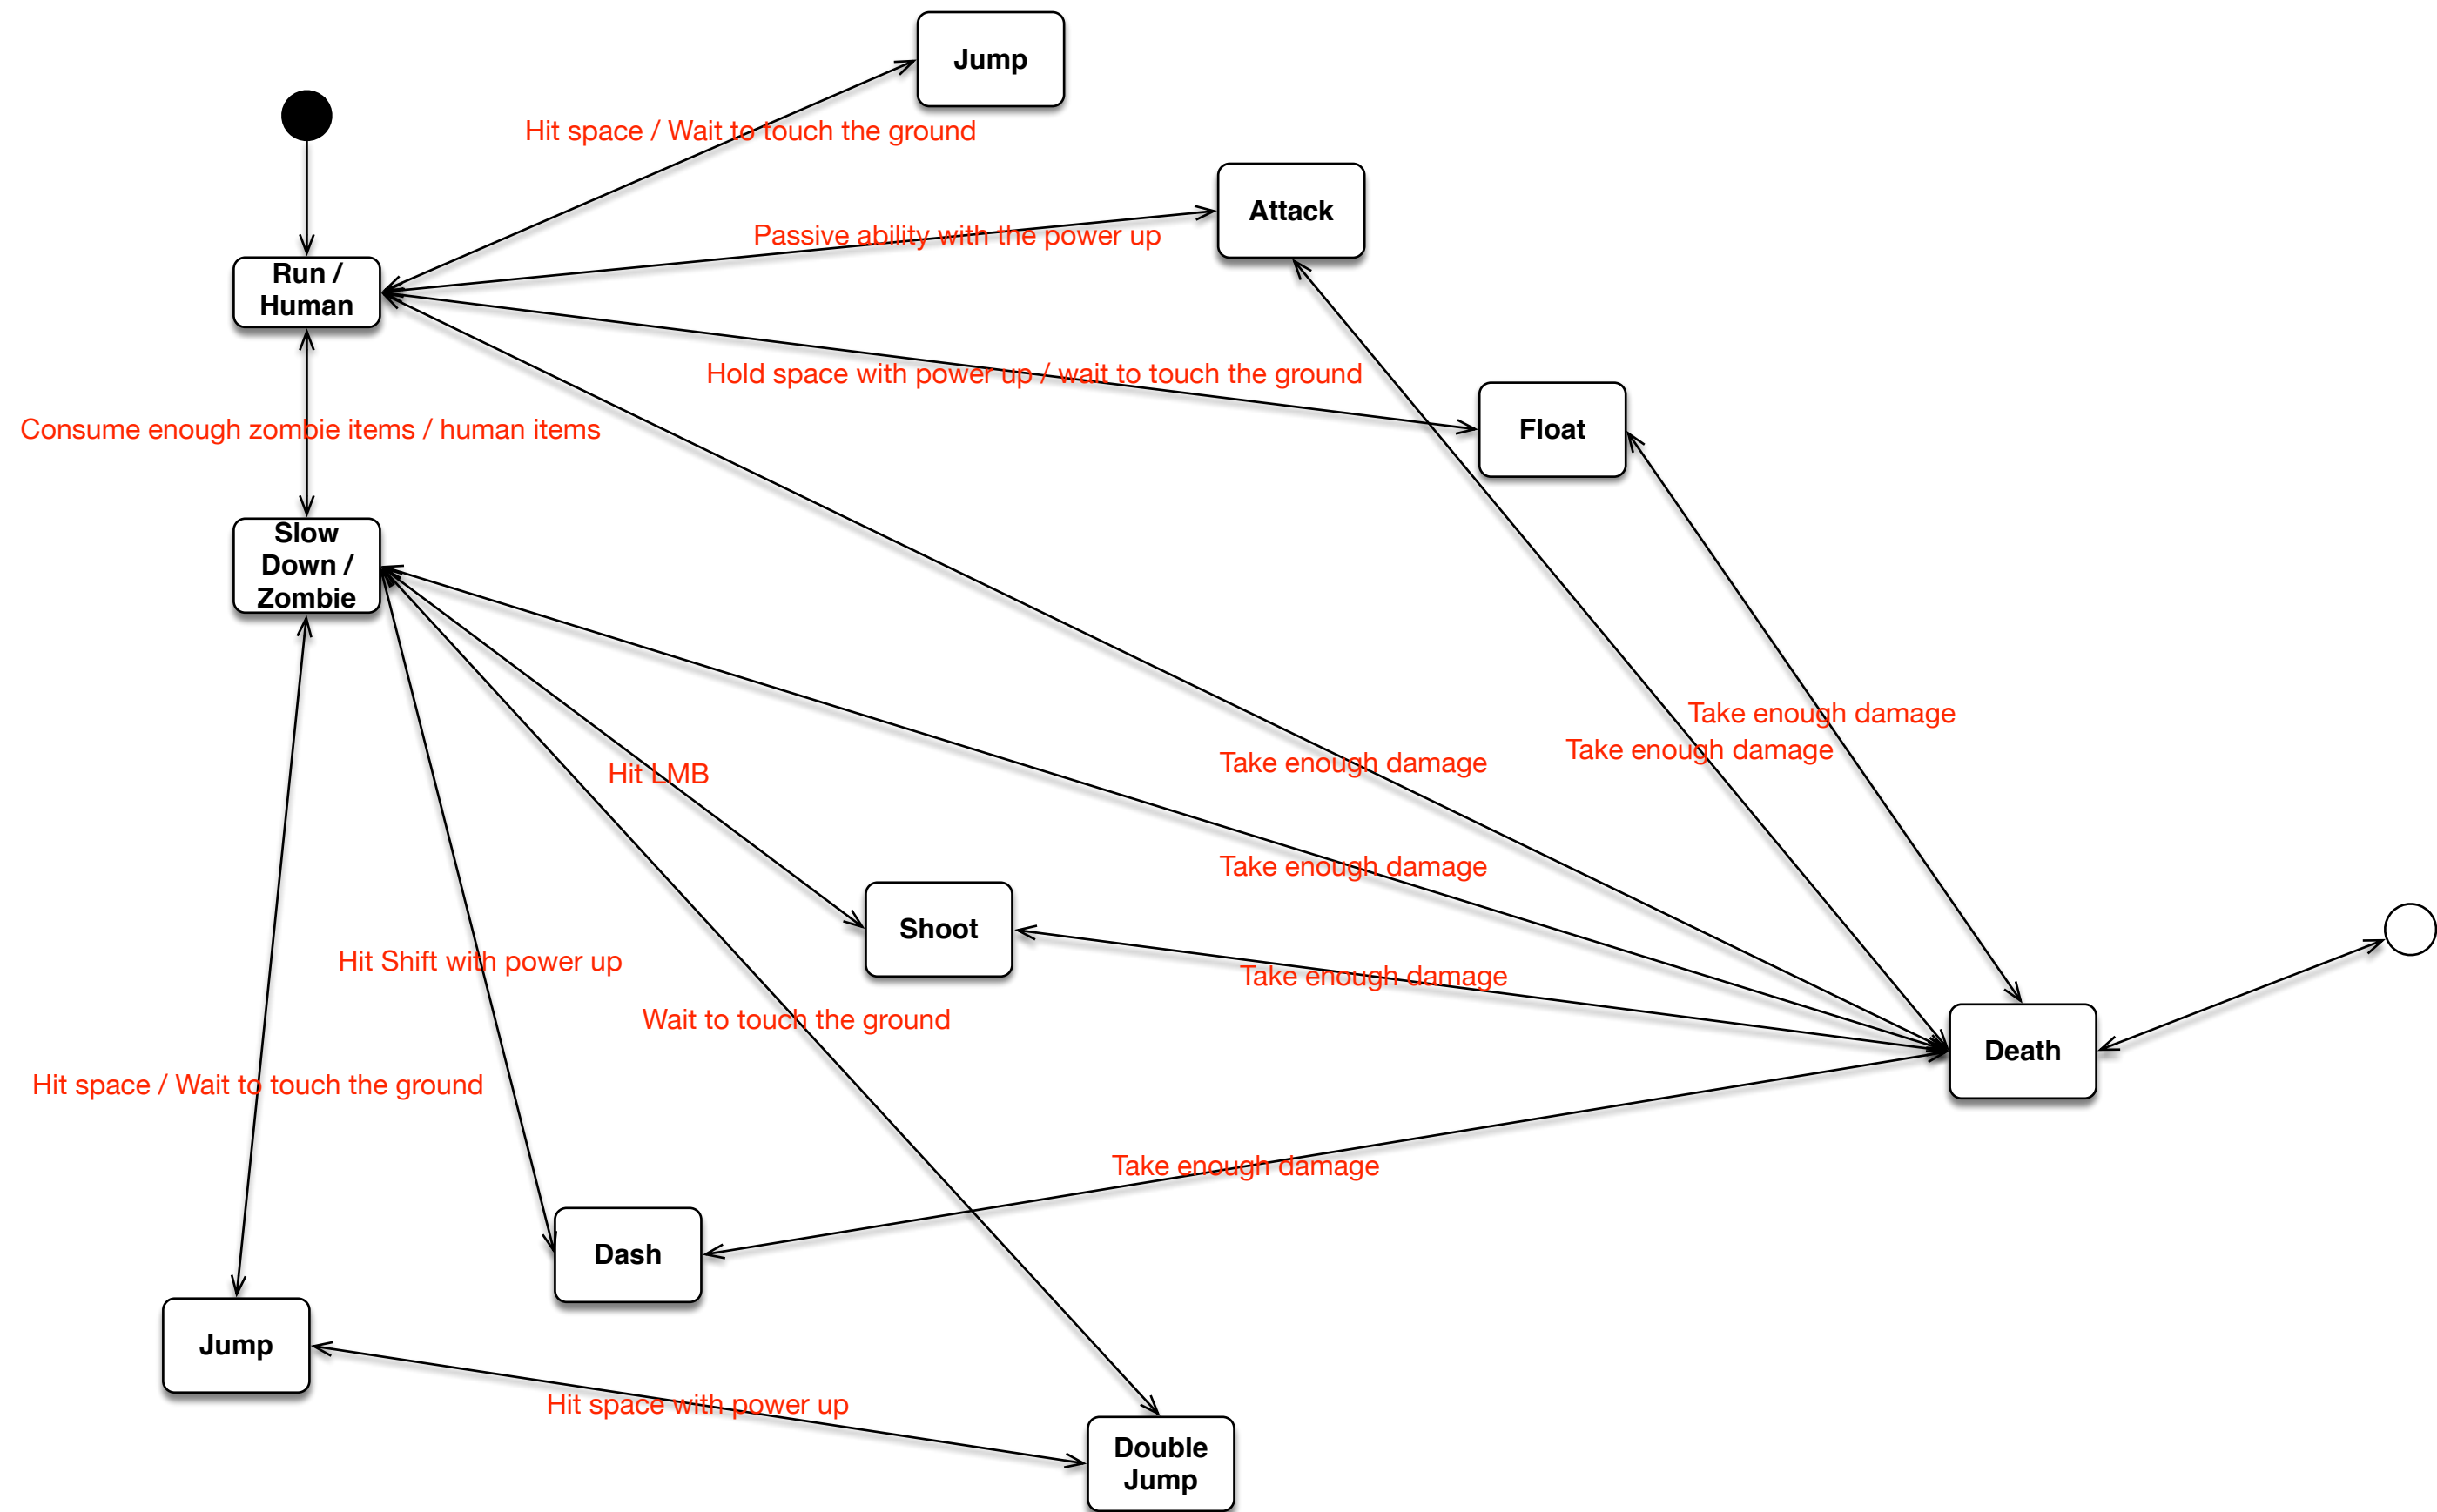 Jump
Hit space / Wait to touch the ground
Attack
Passive ability with the power up
Run /
Human
Hold space with power up / wait to touch the ground
Float
Consume enough zombie items / human items
Slow
Down /
Zombie
Take enough damage
Take enough damage
Take enough damage
Hit LMB
Take enough damage
Shoot
Hit Shift with power up
Take enough damage
Wait to touch the ground
Death
Hit space / Wait to touch the ground
Take enough damage
Dash
Jump
Hit space with power up
Double
Jump